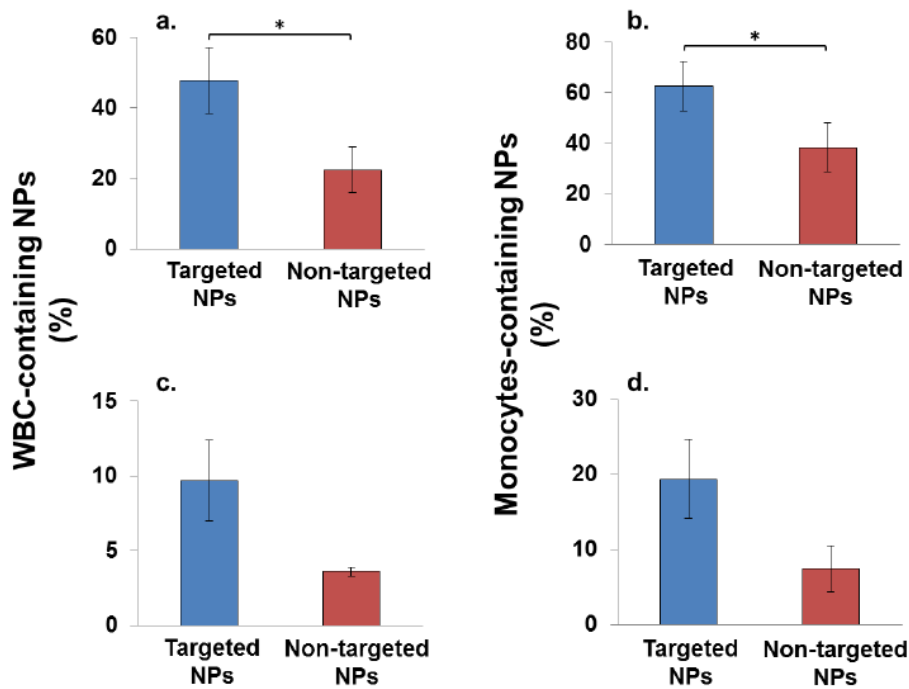 WBC-containing NPs
(%)
a.
*
60
40
20
0
Targeted
NPs
Non-targeted
NPs
Monocytes-containing NPs
(%)
b.
*
80
60
40
20
0
Targeted
NPs
Non-targeted
NPs
c.
15
10
5
0
Targeted
NPs
Non-targeted
NPs
d.
30
20
10
0
Targeted
NPs
Non-targeted
NPs